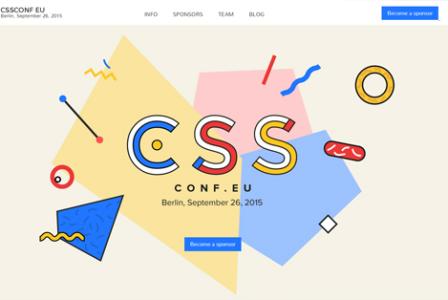 CSSCONF EU
Berlin, September 26, 2015
INFO
SPONSORS
TEAM
BLOG
Become a sponsor
CSS
CONF.EU
Berlin, September 26, 2015
Become a sponsor